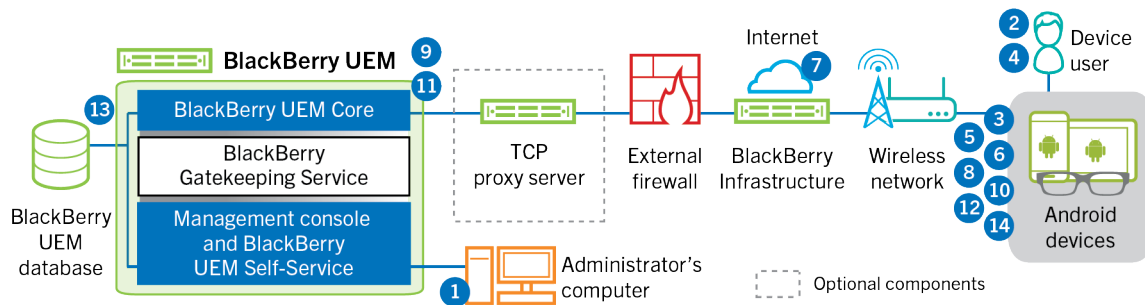 BlackBerry UEM
9
11
13
BlackBerry UEM Core
BlackBerry
Gatekeeping Service
Management console
and BlackBerry
UEM Self-Service
BlackBerry
UEM
database
TCP
proxy server
1
Administrator's
computer
External
firewall
Internet
7
BlackBerry
Infrastructure
Wireless
network
2
4
Device
user
3
5
6
8
10
12
14
Android
devices
Optional components